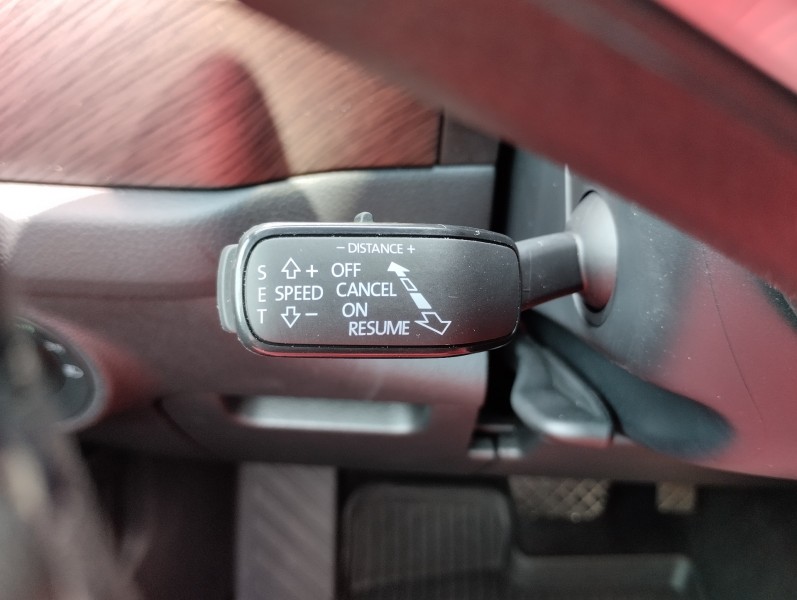 − DISTANCE +
S + OFF
E SPEED CANCEL
T − ON
RESUME